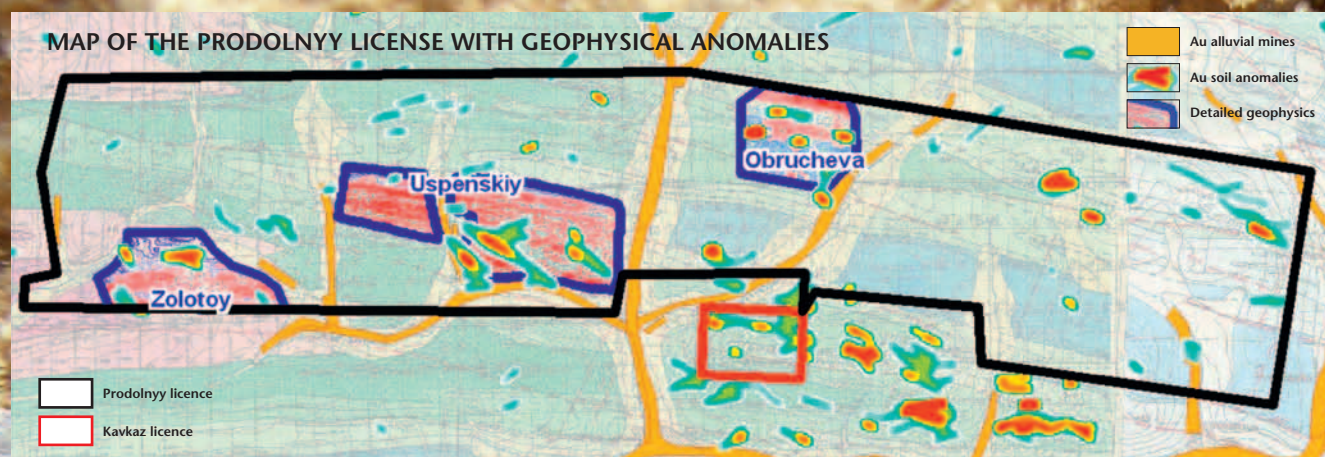 MAP OF THE PRODOLNYY LICENSE WITH GEOPHYSICAL ANOMALIES
Au alluvial mines
Au soil anomalies
Detailed geophysics
Obrucheva
Uspenskiy
Zolotoy
Prodolnyy licence
Kavkaz licence